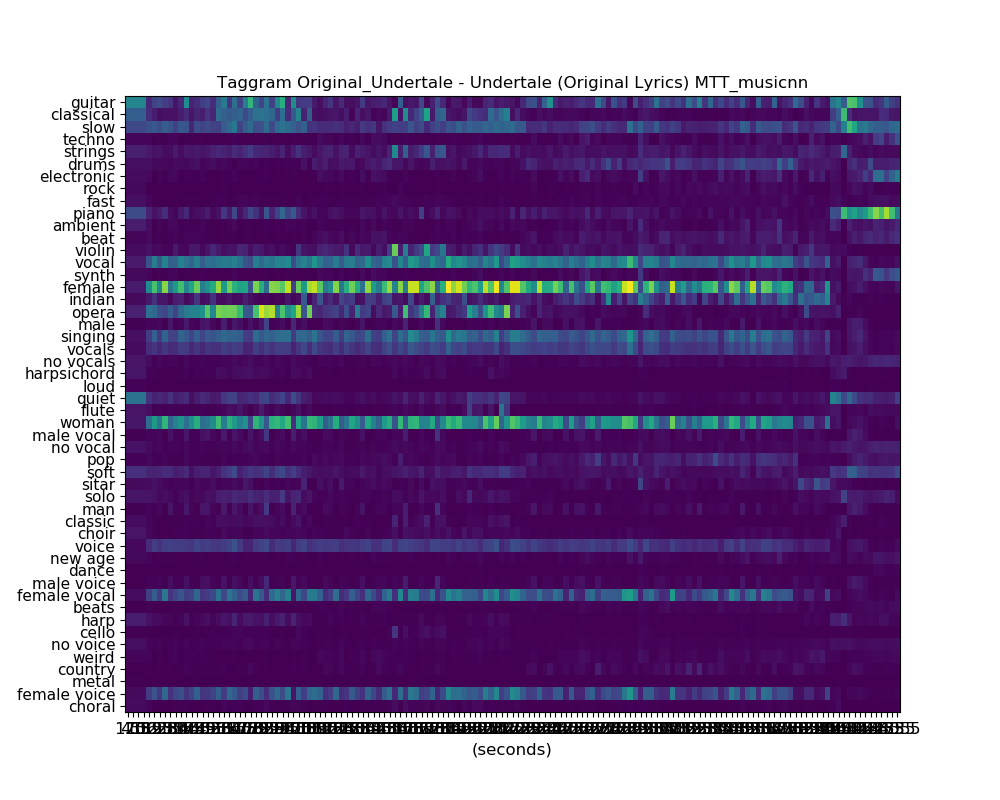 Taggram Original_Undertale - Undertale (Original Lyrics) MTT_musicnn
guitar
classical
slow
techno
strings
drums
electronic
rock
fast
piano
ambient
beat
violin
vocal
synth
female
indian
opera
male
singing
vocals
no vocals
harpsichord
loud
quiet
flute
woman
male vocal
no vocal
pop
soft
sitar
solo
man
classic
choir
voice
new age
dance
male voice
female vocal
beats
harp
cello
no voice
weird
country
metal
female voice
choral
(seconds)